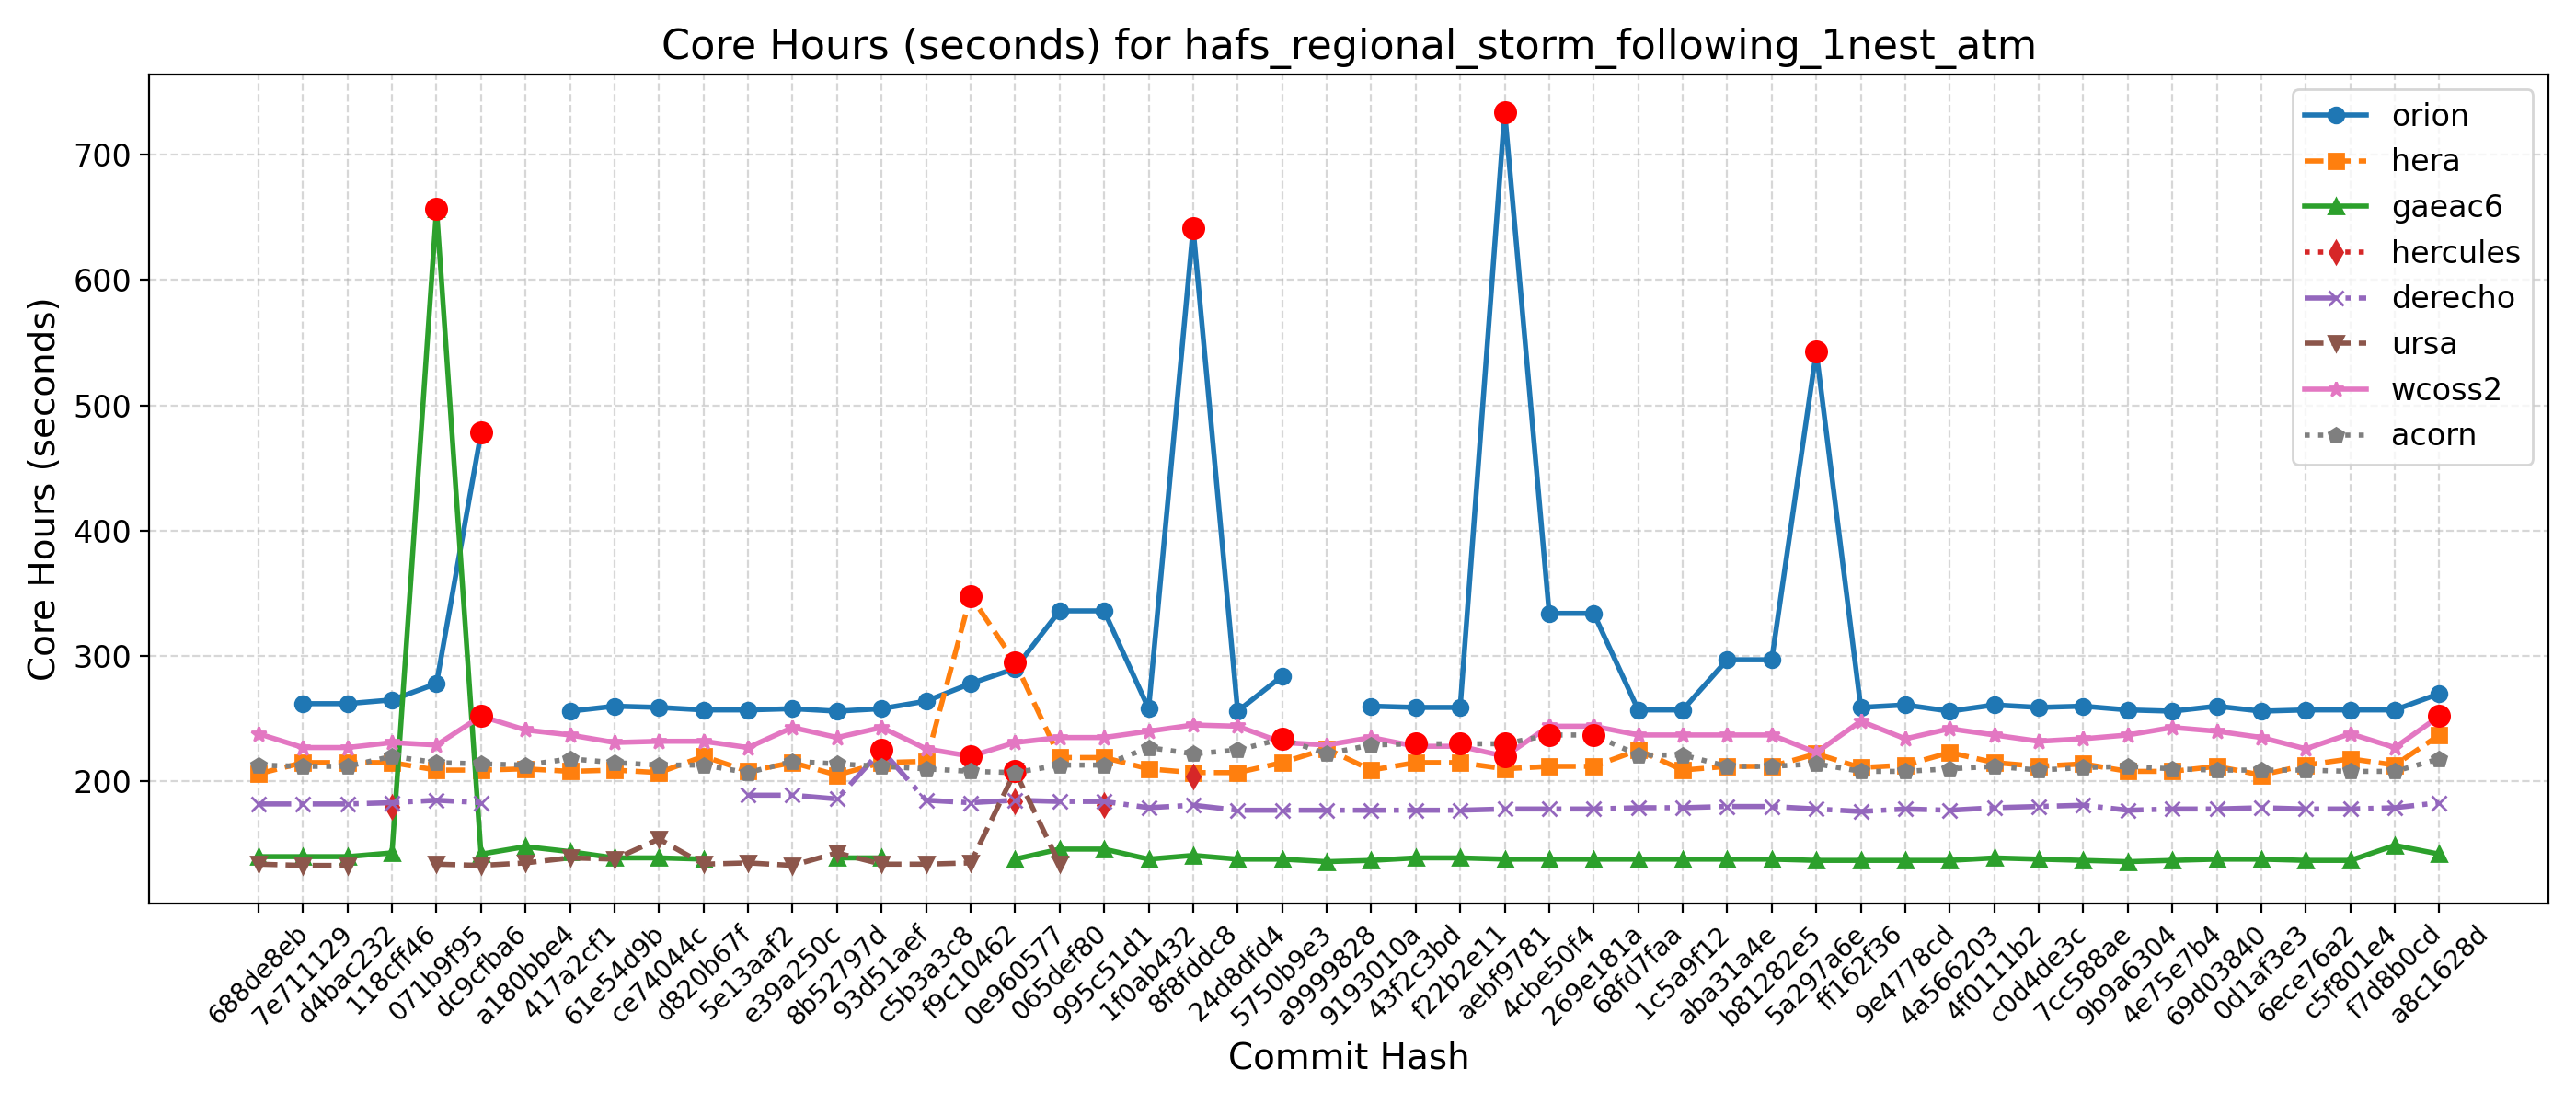 Core Hours (seconds) for hafs_regional_storm_following_1nest_atm
Core Hours (seconds)
700
600
500
400
300
200
orion
hera
gaeac6
hercules
derecho
ursa
wcoss2
acorn
688de8eb
7e711129
d4bac232
118cff46
071b9f95
dc9cfba6
a180bbe4
417a2cf1
61e54d9b
ce74044c
d820b67f
5e13aaf2
e39a250c
8b52797d
93d51aef
c5b3a3c8
f9c10462
0e960577
065def80
995c51d1
1f0ab432
8f8fddc8
24d8dfd4
5750b9e3
a9999828
9193010a
43f2c3bd
f22b2e11
aebf9781
4cbe50f4
269e181a
68fd7faa
1c5a9f12
aba31a4e
b81282e5
5a297a6e
ff162f36
9e4778cd
4a566203
4f0111b2
c0d4de3c
7cc588ae
9b9a6304
4e75e7b4
69d03840
0d1af3e3
6ece76a2
c5f801e4
f7d8b0cd
a8c1628d
Commit Hash